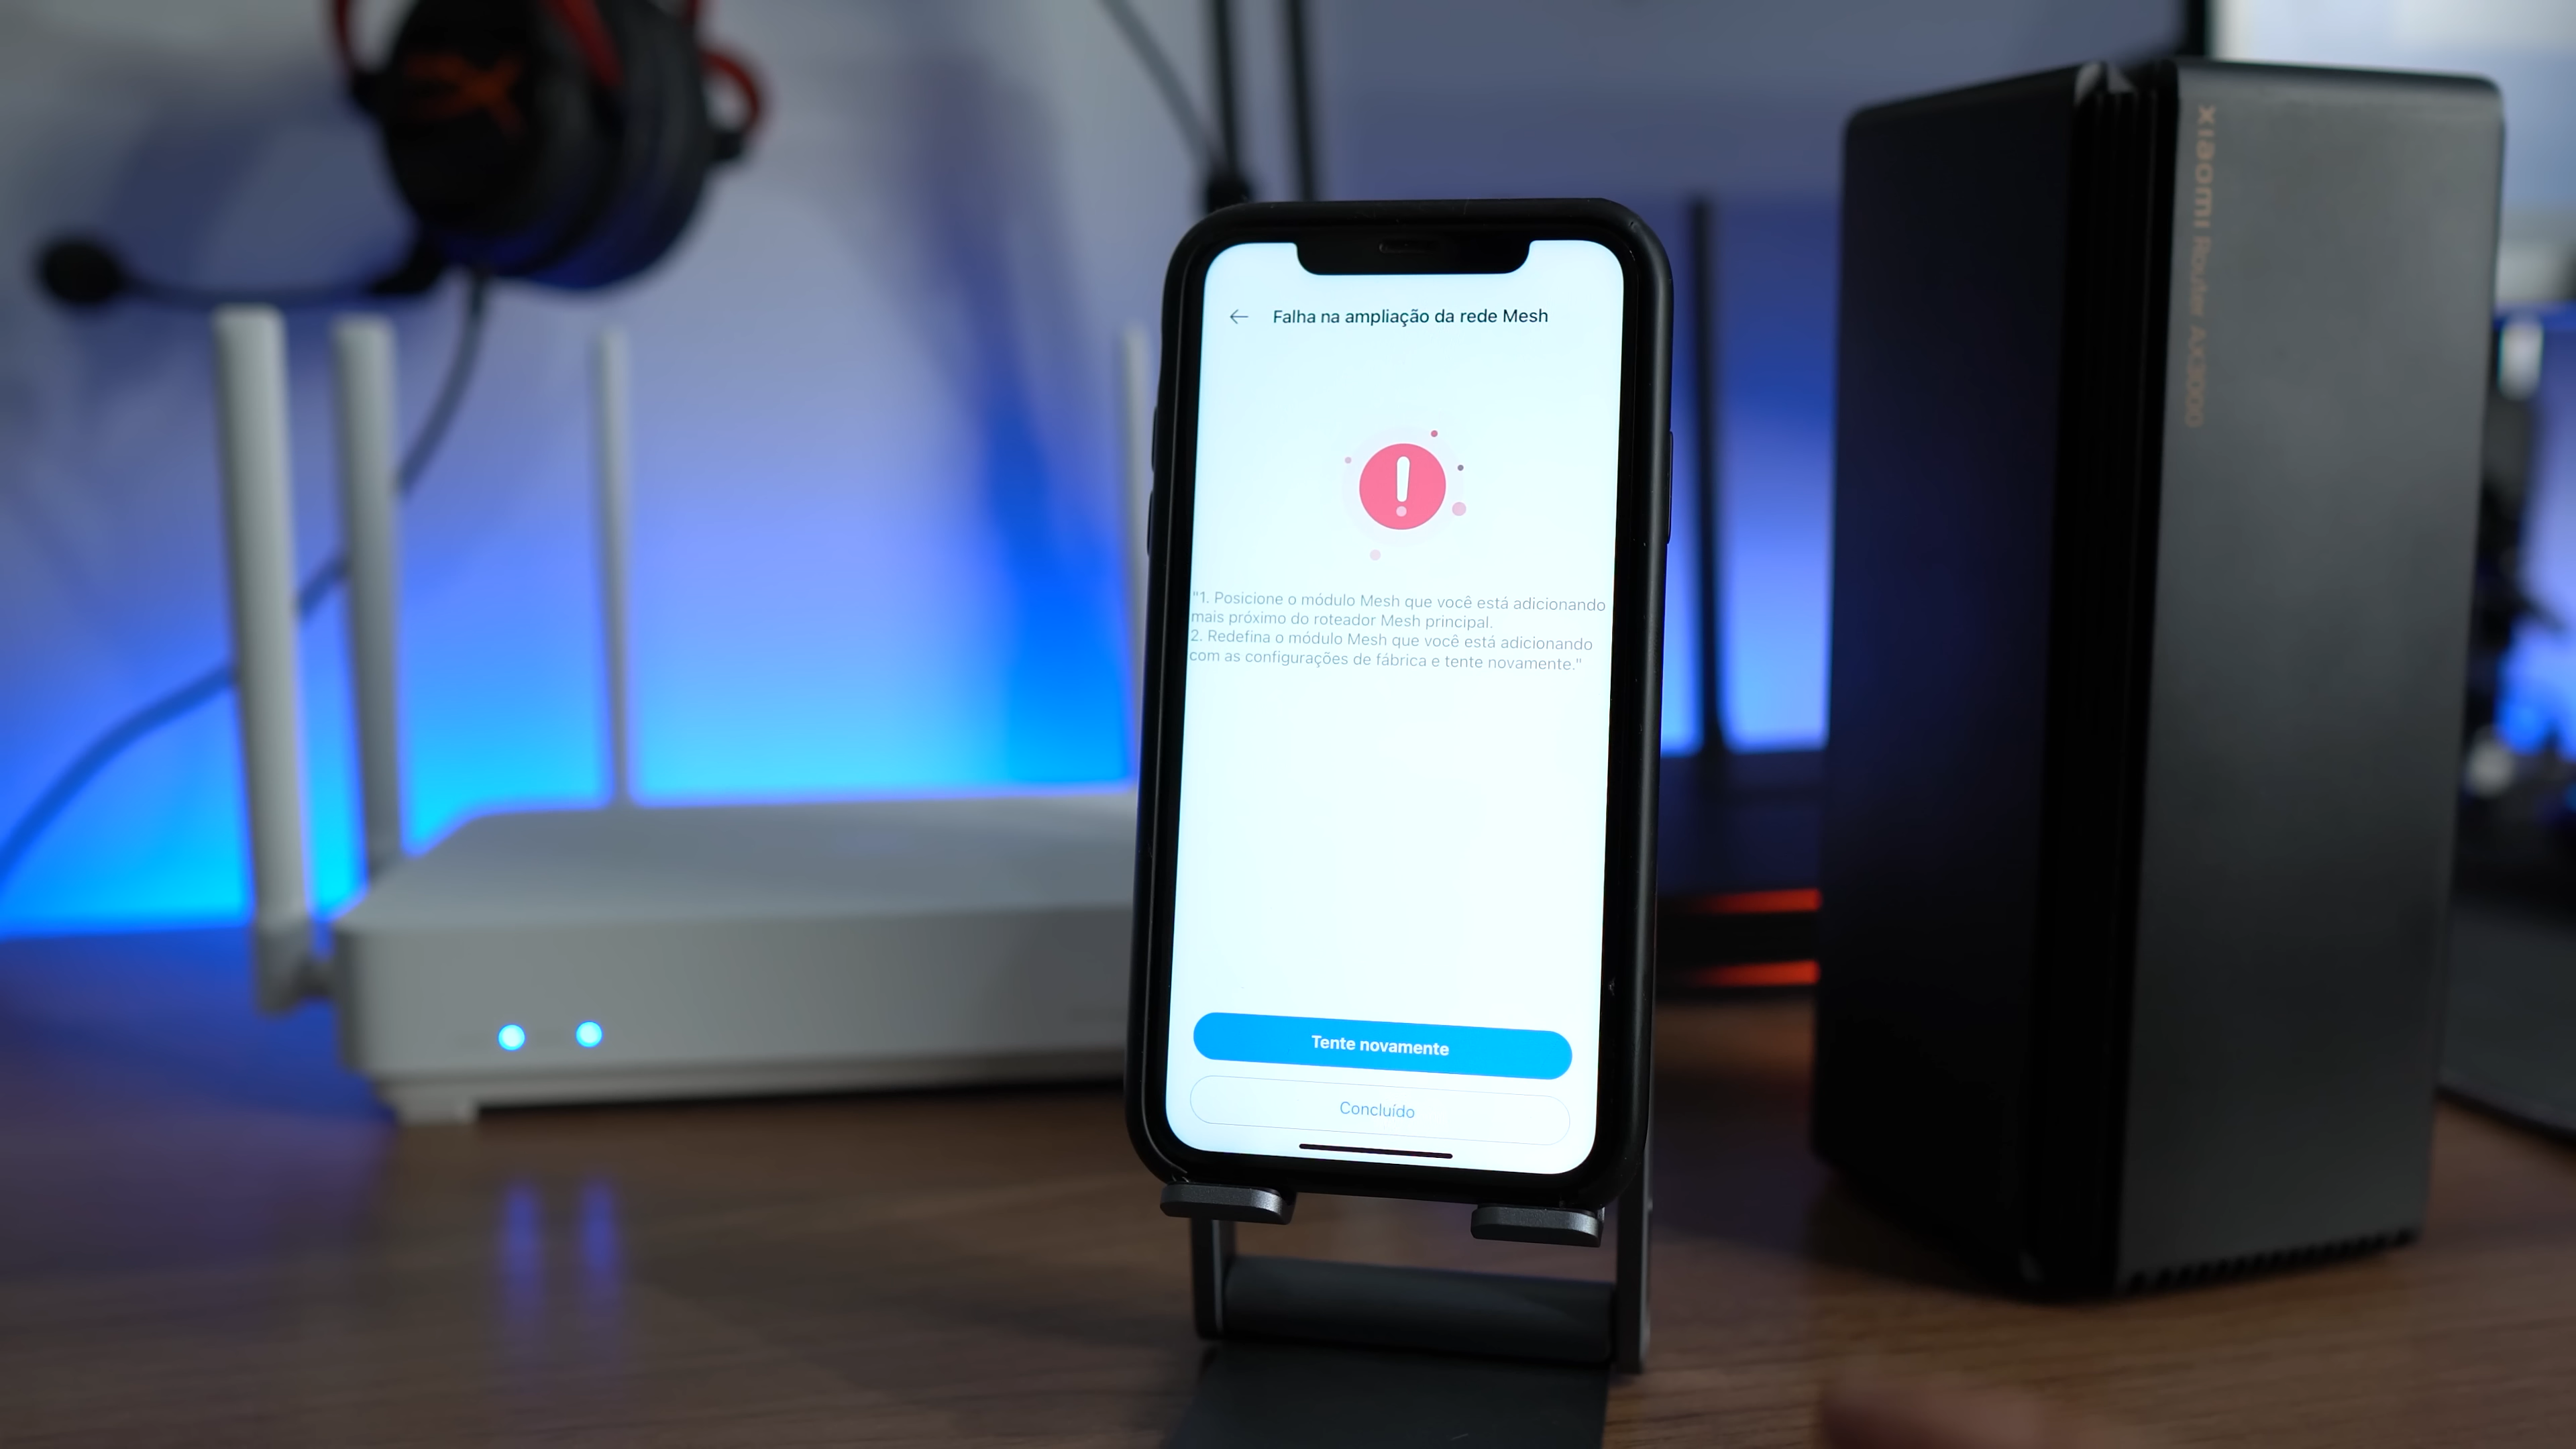 Falha na ampliação da rede Mesh
"1. Posicione o módulo Mesh que você está adicionando
mais próximo do roteador Mesh principal.
2. Redefina o módulo Mesh que você está adicionando
com as configurações de fábrica e tente novamente."
Tente novamente
Concluído
xiaomi Router AX3000